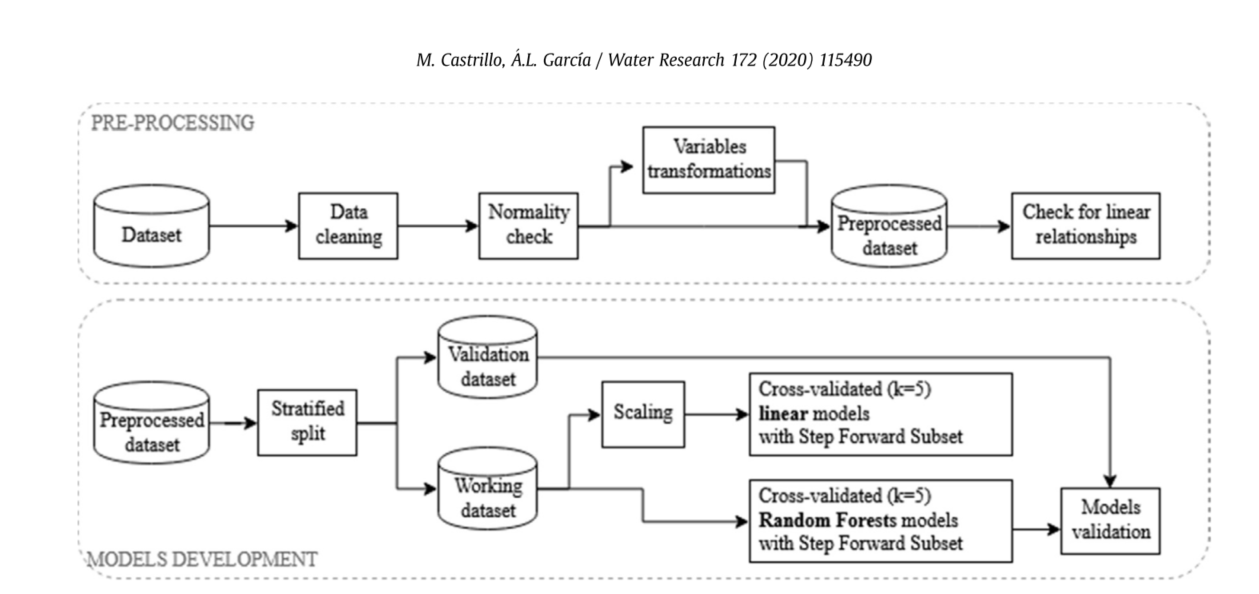 M. Castrillo, Á.L. García / Water Research 172 (2020) 115490
PRE-PROCESSING
Variables
transformations
Dataset
Data
cleaning
Normality
check
Preprocessed
dataset
Check for linear
relationships
Validation
dataset
Preprocessed
dataset
Stratified
split
Scaling
Cross-validated (k=5)
linear models
with Step Forward Subset
Working
dataset
Cross-validated (k=5)
Random Forests models
with Step Forward Subset
Models
validation
MODELS DEVELOPMENT